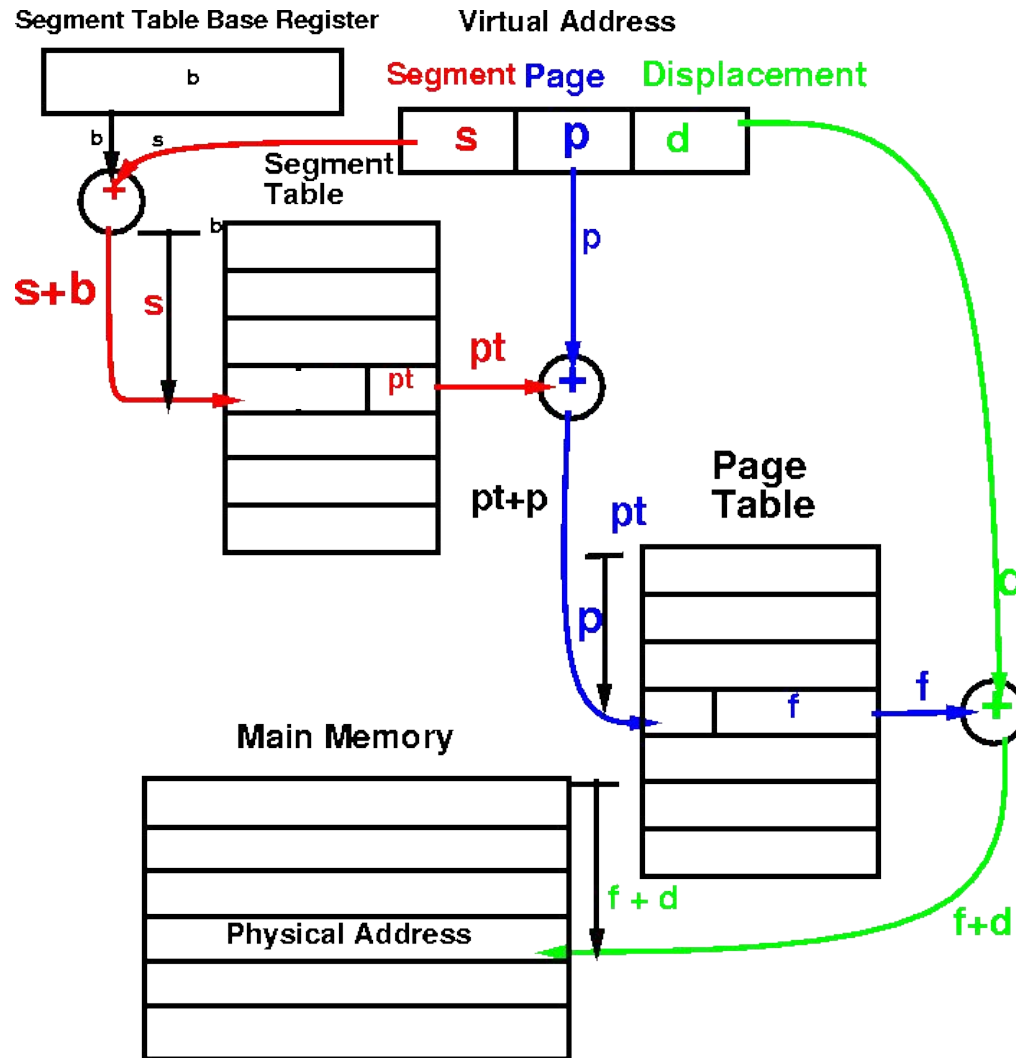 Segment Table Base Register
Virtual Address
b
Segment Page Displacement
b
s
s p d
+
Segment
Table
b
p
s+b
s
pt
pt
+
pt+p
Page
Table
pt
p
d
f
f
+
Main Memory
f + d
f+d
Physical Address